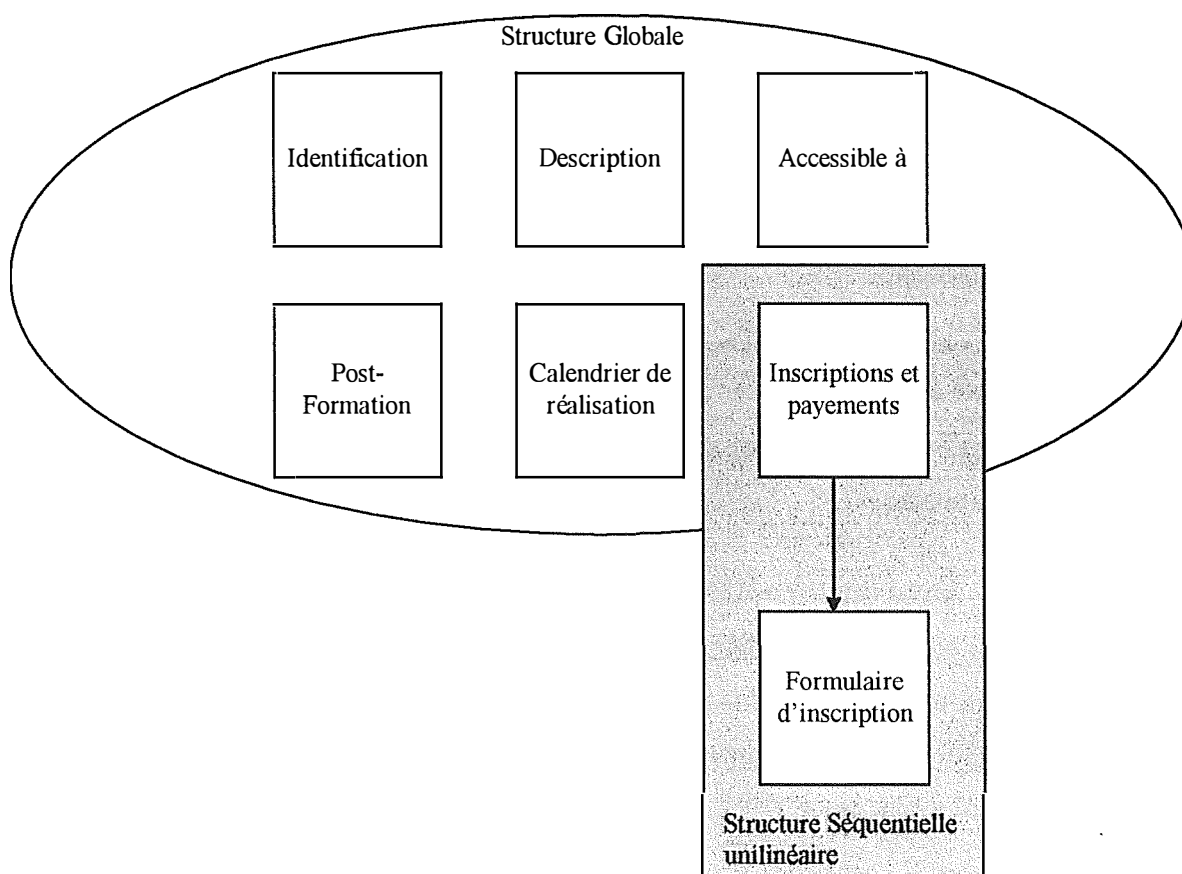 Structure Globale
Identification
Description
Accessible à
Post-
Formation
Calendrier de
réalisation
Inscriptions et
payements
Formulaire
d'inscription
Structure Séquentielle
unilinéaire